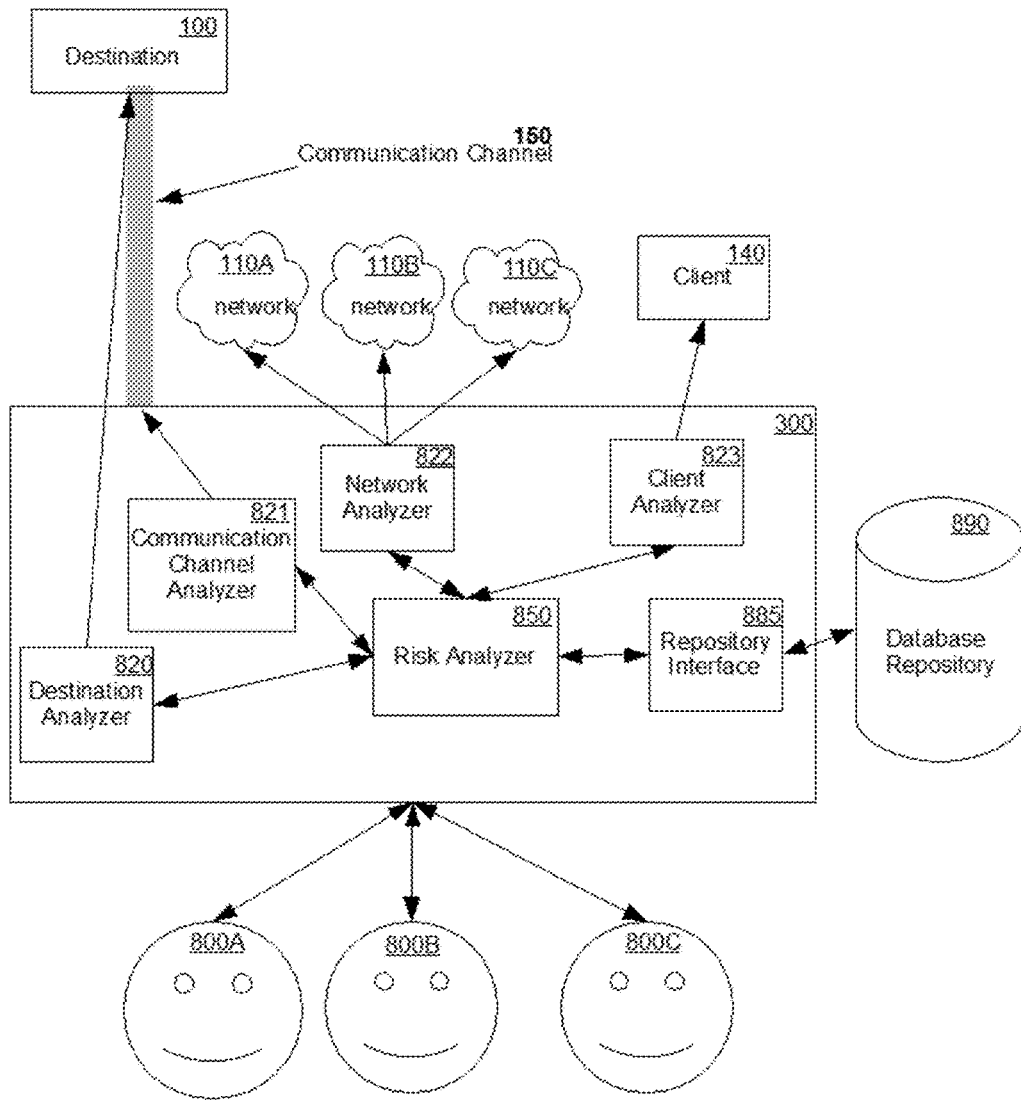 100
Destination
150
Communication Channel
110A
network
110B
network
110C
network
140
Client
300
822
Network
Analyzer
823
Client
Analyzer
821
Communication
Channel
Analyzer
890
Database
Repository
850
Risk Analyzer
885
Repository
Interface
820
Destination
Analyzer
800A
800B
800C